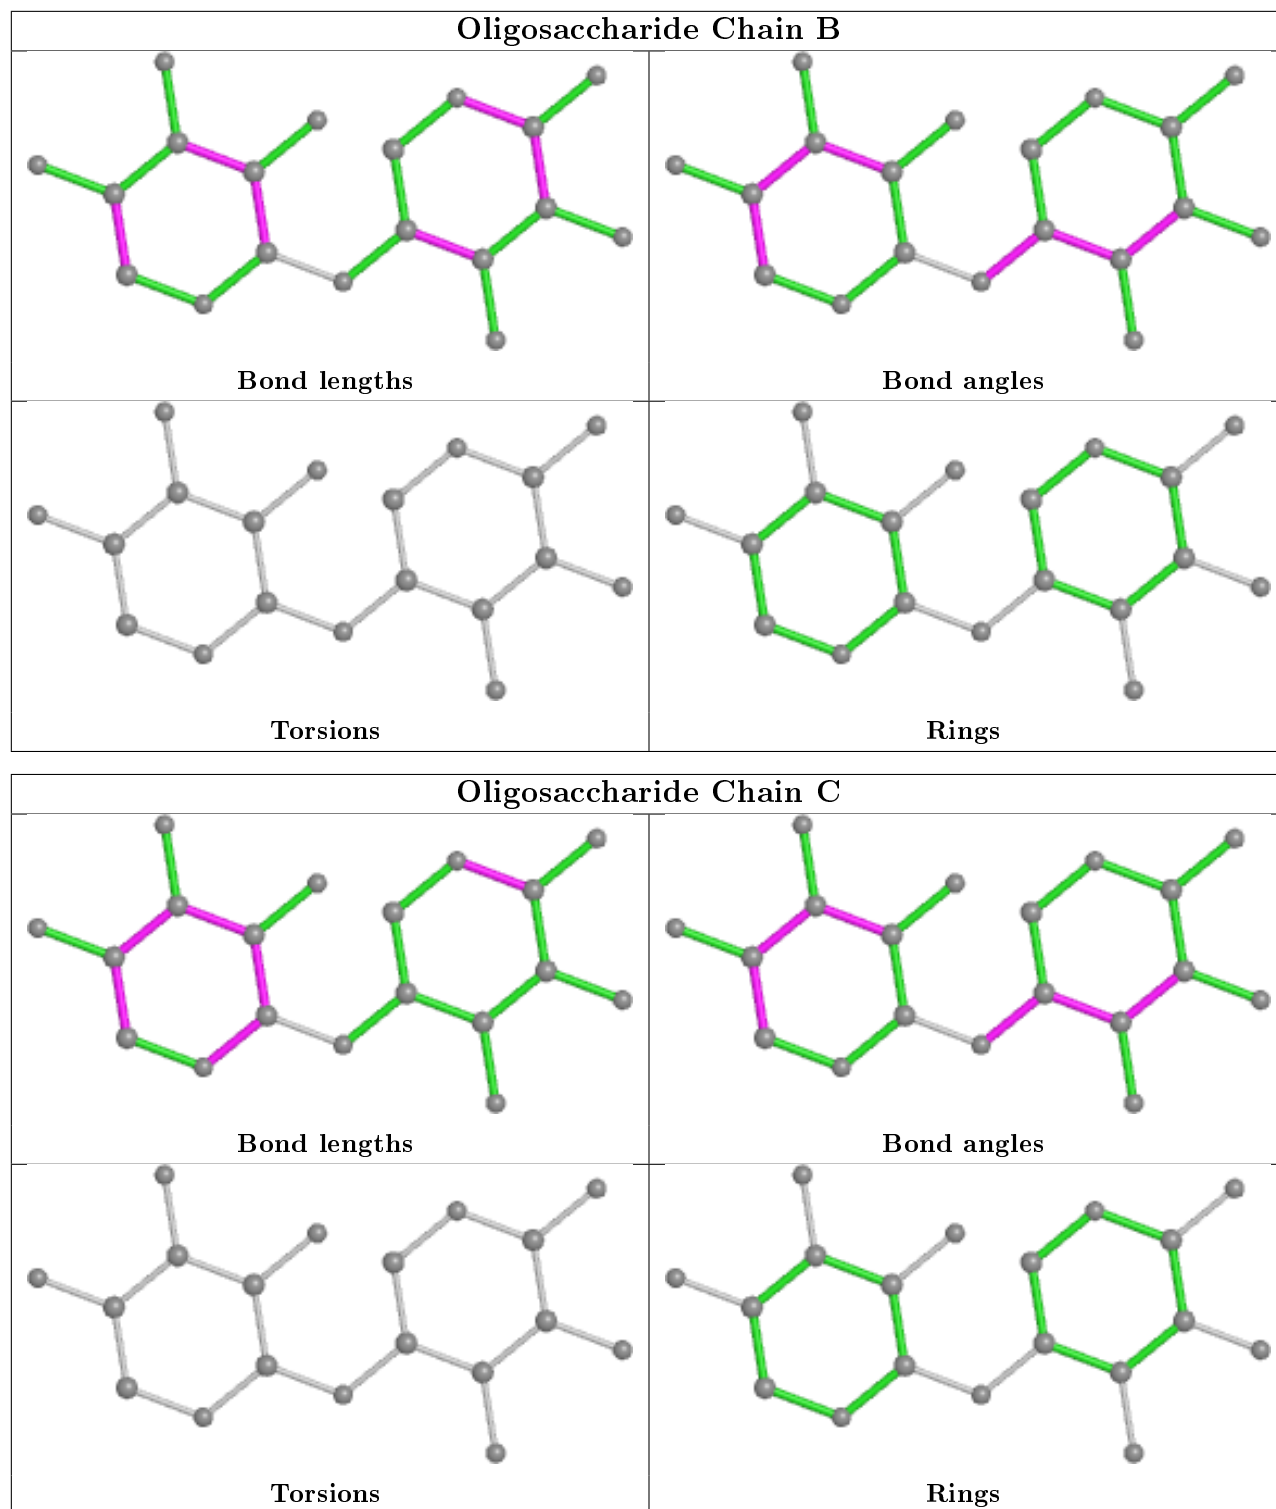 Oligosaccharide Chain B
Bond lengths
Bond angles
Torsions
Rings
Oligosaccharide Chain C
Bond lengths
Bond angles
Torsions
Rings